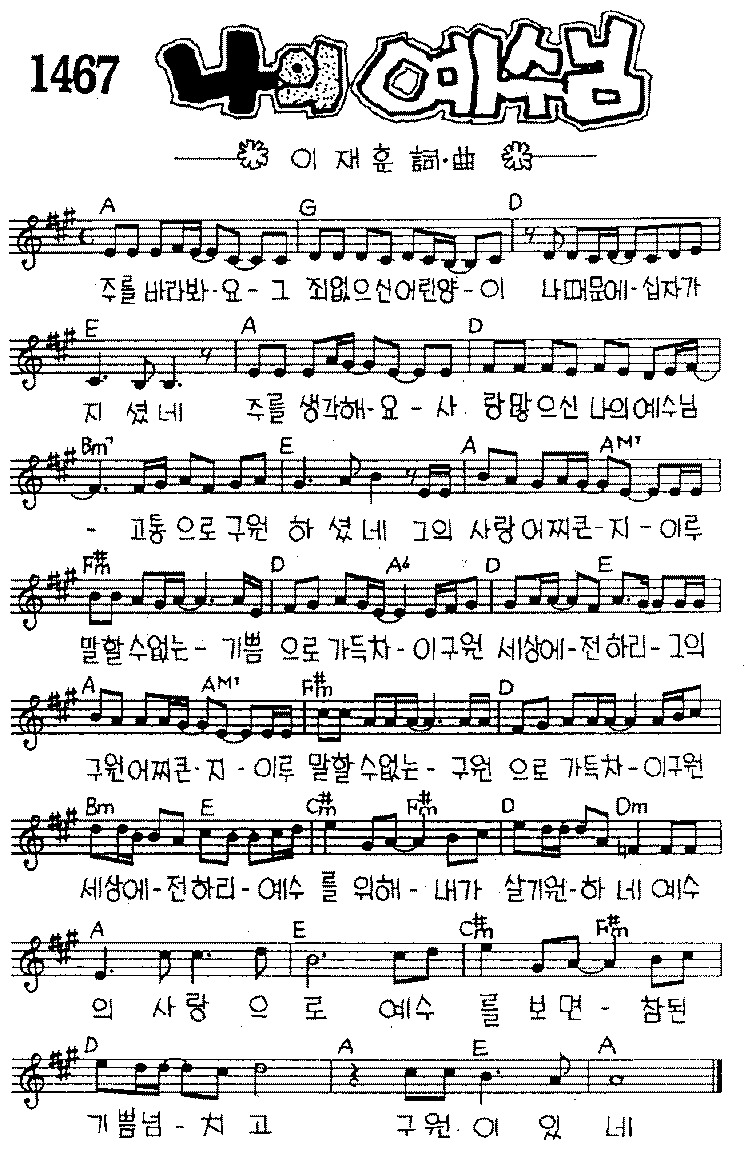 1467 나의 예수님
이재훈 詞·曲
A G D
주를 바라봐-요- 그 죄없으신어린양-이 나때문에-십자가
E A D
지 셨네 주를 생각해-요- 사 랑많으신 나의예수님
Bm7 E A AM7
- 고통으로구원 하 셨네 그의 사랑어찌큰-지-이루
F#m D A6 D E
말할수없는- 기쁨 으로가득차-이구원 세상에-전하리-그의
A AM7 F#m D
구원어찌큰-지-이루 말할수없는- 구원 으로가득차-이구원
Bm E C#m F#m D Dm
세상에-전하리-예수 를 위해- 내가 살기원-하 네 예수
A E C#m F#m
의 사랑 으 로 예수 를 보 면- 참된
D A E A
기쁨넘-치 고 구원이 있 네